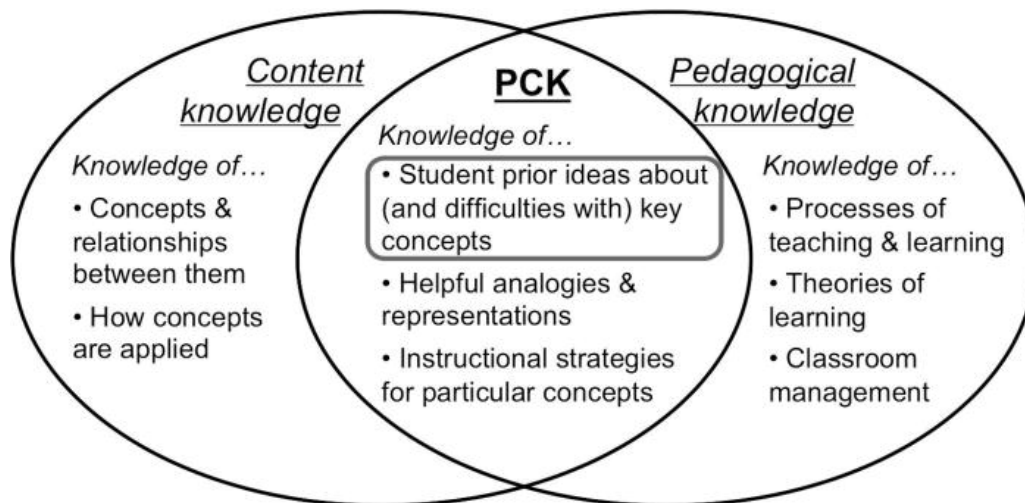 Content
knowledge
Knowledge of…
• Concepts &
relationships
between them
• How concepts
are applied
PCK
Knowledge of…
• Student prior ideas about
(and difficulties with) key
concepts
• Helpful analogies &
representations
• Instructional strategies
for particular concepts
Pedagogical
knowledge
Knowledge of…
• Processes of
teaching & learning
• Theories of
learning
• Classroom
management